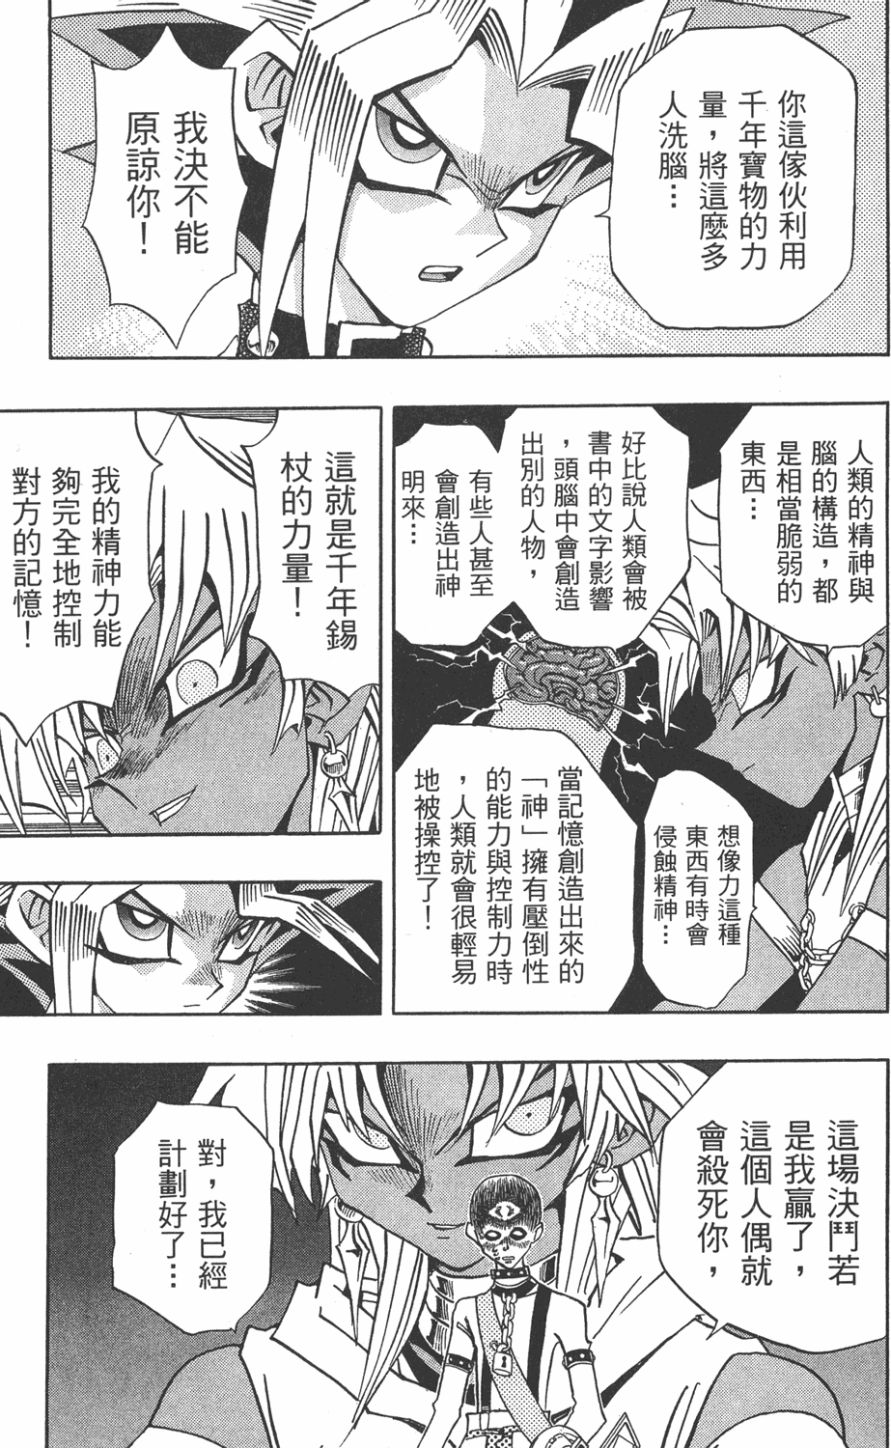 你這傢伙利用
千年寶物的力
量，將這麼多
人洗腦…
我決不能
原諒你！
人類的精神與
腦的構造，都
是相當脆弱的
東西…
好比說人類會被
書中的文字影響
，頭腦中會創造
出別的人物，
有些人甚至
會創造出神
明來…
想像力這種
東西有時會
侵蝕精神…
當記憶創造出來的
「神」擁有壓倒性
的能力與控制力時
，人類就會很輕易
地被操控了！
這就是千年錫
杖的力量！
我的精神力能
夠完全地控制
對方的記憶！
這場決鬥若
是我贏了，
這個人偶就
會殺死你，
對，我已經
計劃好了…